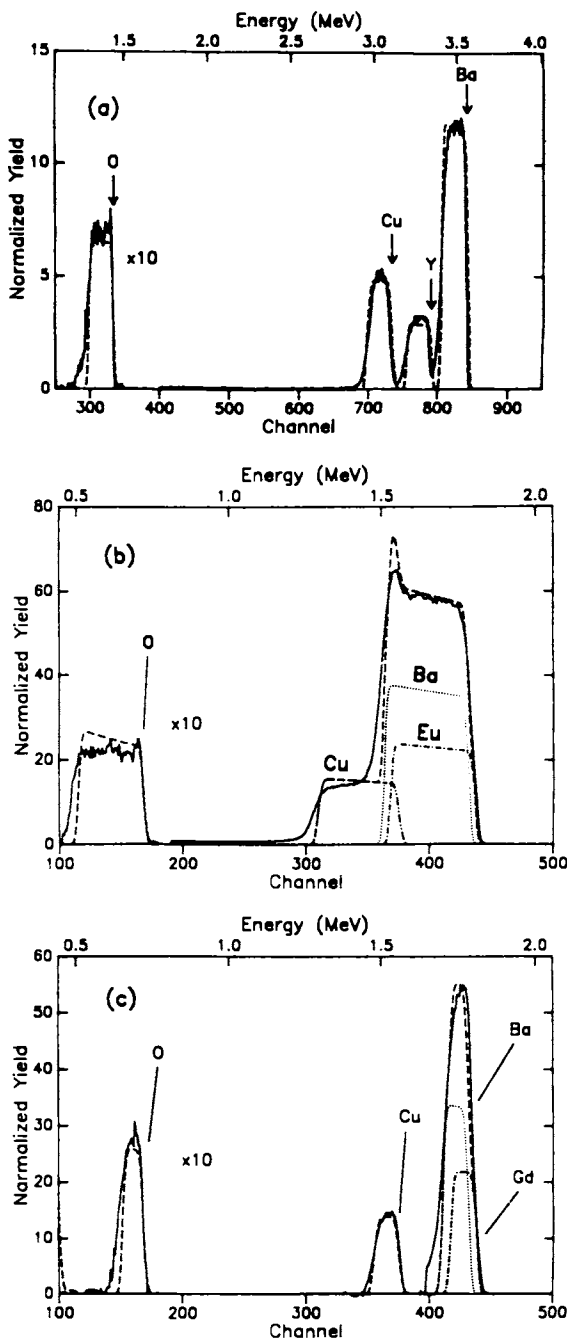 Energy (MeV)
1.5 2.0 2.5 3.0 3.5 4.0
15
10
5
0
Normalized Yield
(a)
O
x10
Cu
Y
Ba
300 400 500 600 700 800 900
Channel
Energy (MeV)
0.5 1.0 1.5 2.0
80
60
40
20
0
Normalized Yield
(b)
O
x10
Cu
Ba
Eu
100 200 300 400 500
Channel
Energy (MeV)
0.5 1.0 1.5 2.0
60
50
40
30
20
10
0
Normalized Yield
(c)
O
x10
Cu
Ba
Gd
100 200 300 400 500
Channel